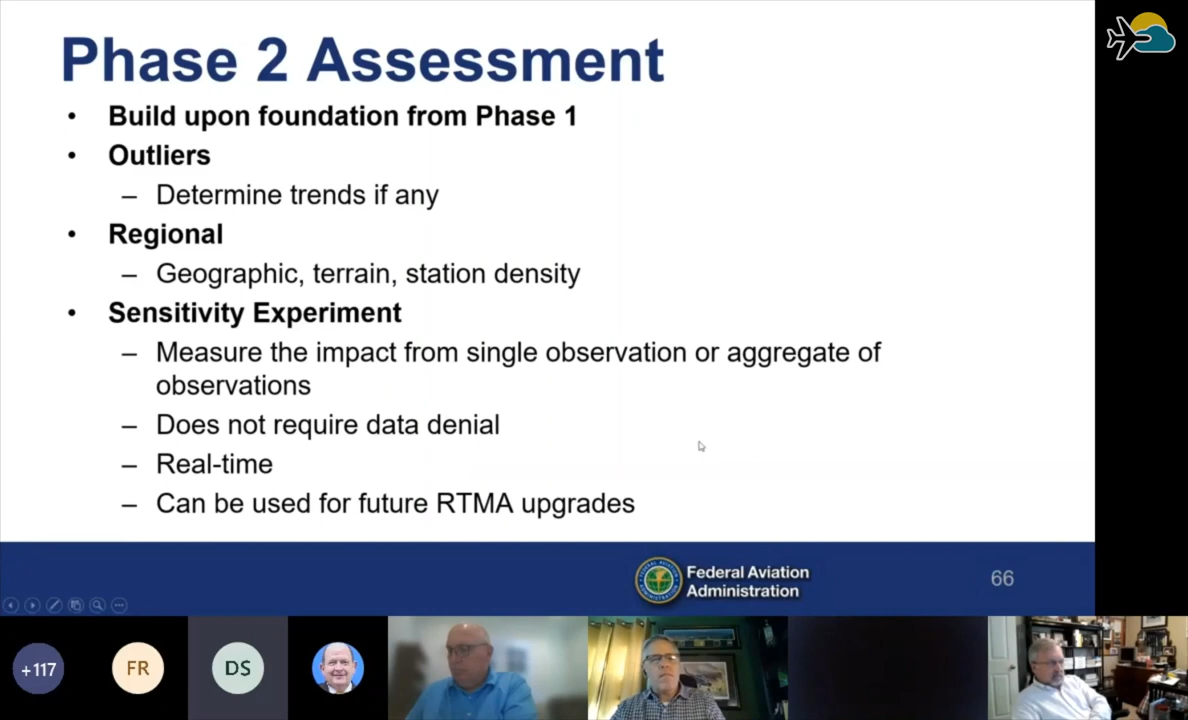 Phase 2 Assessment
• Build upon foundation from Phase 1
• Outliers
– Determine trends if any
• Regional
– Geographic, terrain, station density
• Sensitivity Experiment
– Measure the impact from single observation or aggregate of
observations
– Does not require data denial
– Real-time
– Can be used for future RTMA upgrades
Federal Aviation
Administration
66
+117
FR
DS